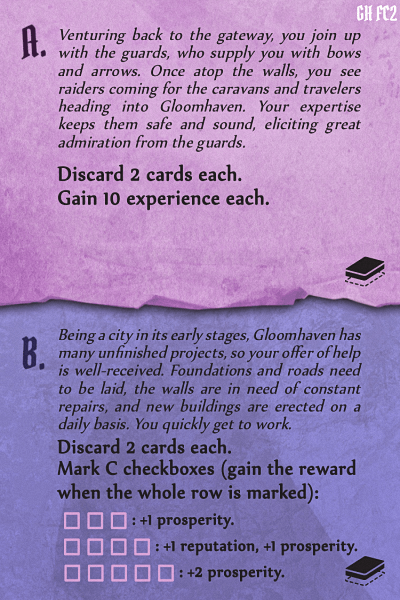 GH FC2
A. Venturing back to the gateway, you join up
with the guards, who supply you with bows
and arrows. Once atop the walls, you see
raiders coming for the caravans and travelers
heading into Gloomhaven. Your expertise
keeps them safe and sound, eliciting great
admiration from the guards.
Discard 2 cards each.
Gain 10 experience each.
B. Being a city in its early stages, Gloomhaven has
many unfinished projects, so your offer of help
is well-received. Foundations and roads need
to be laid, the walls are in need of constant
repairs, and new buildings are erected on a
daily basis. You quickly get to work.
Discard 2 cards each.
Mark C checkboxes (gain the reward
when the whole row is marked):
: +1 prosperity.
: +1 reputation, +1 prosperity.
: +2 prosperity.